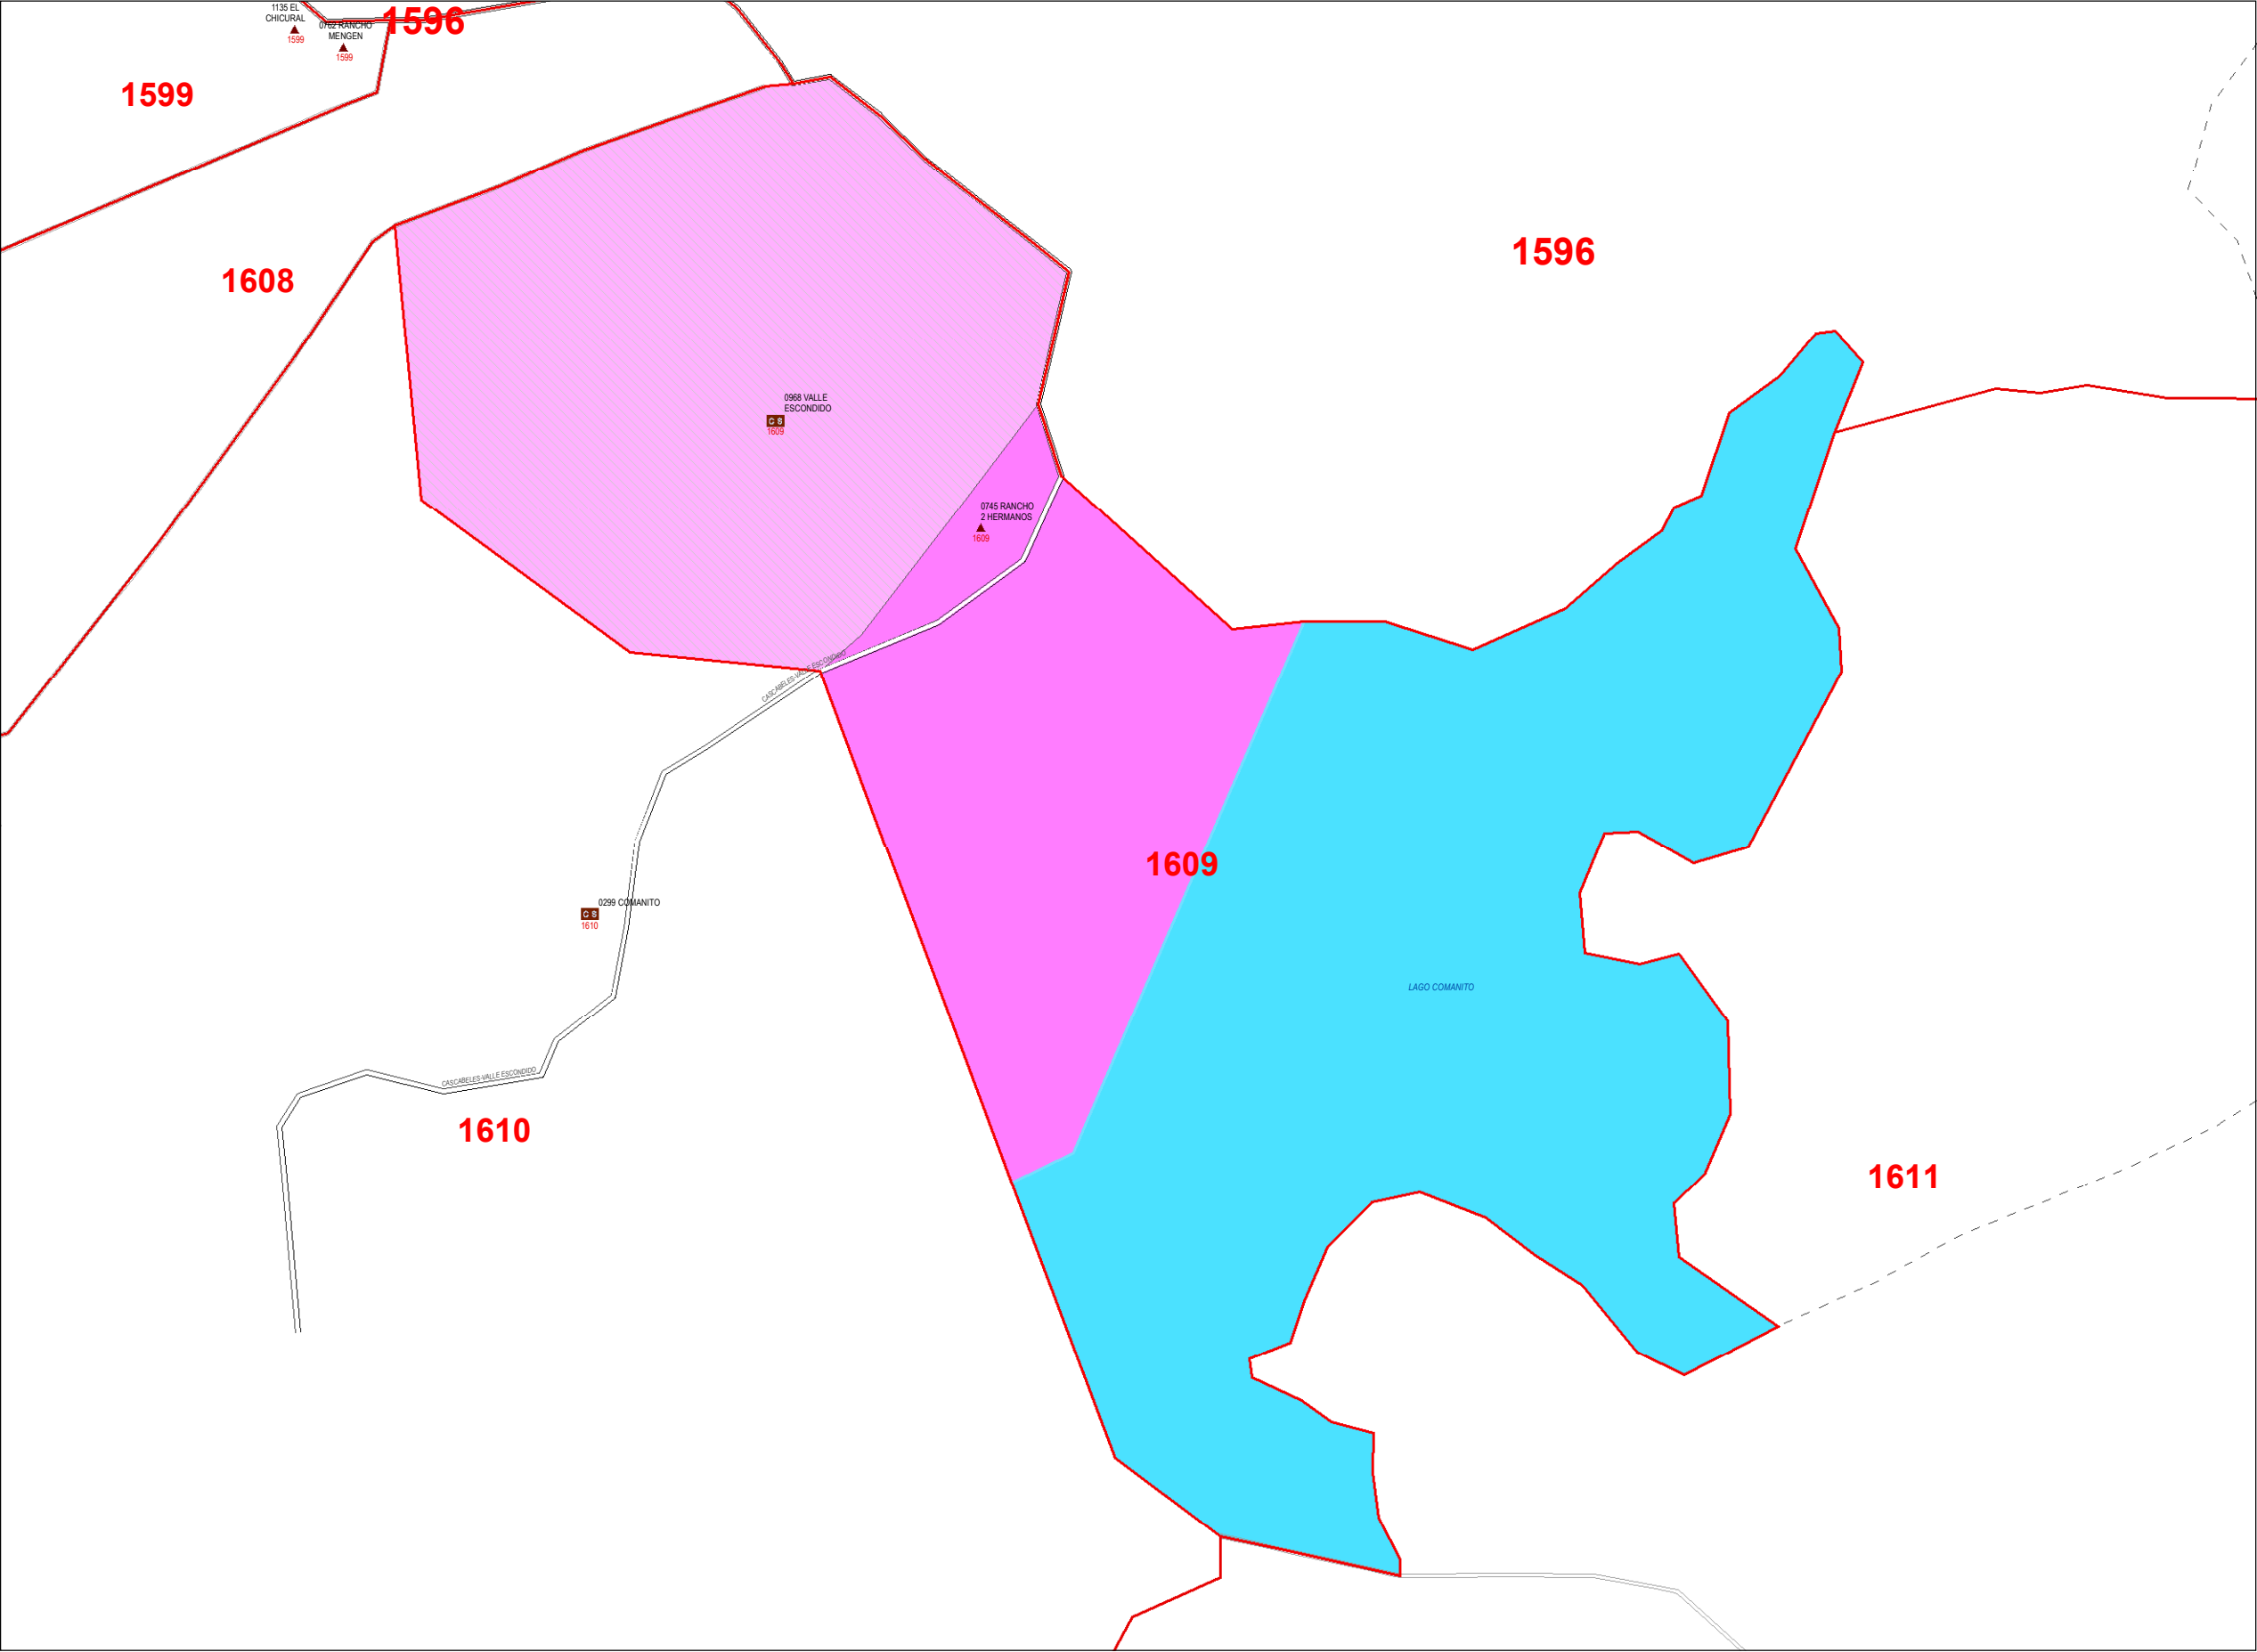 1135 EL
CHICURAL
1599
0762 RANCHO
MENGEN
1599
1596
1599
1608
1596
0968 VALLE
ESCONDIDO
C S
1609
0745 RANCHO
2 HERMANOS
1609
CASCABELES-VALLE ESCONDIDO
1609
0299 COMANITO
C S
1610
LAGO COMANITO
CASCABELES-VALLE ESCONDIDO
1610
1611